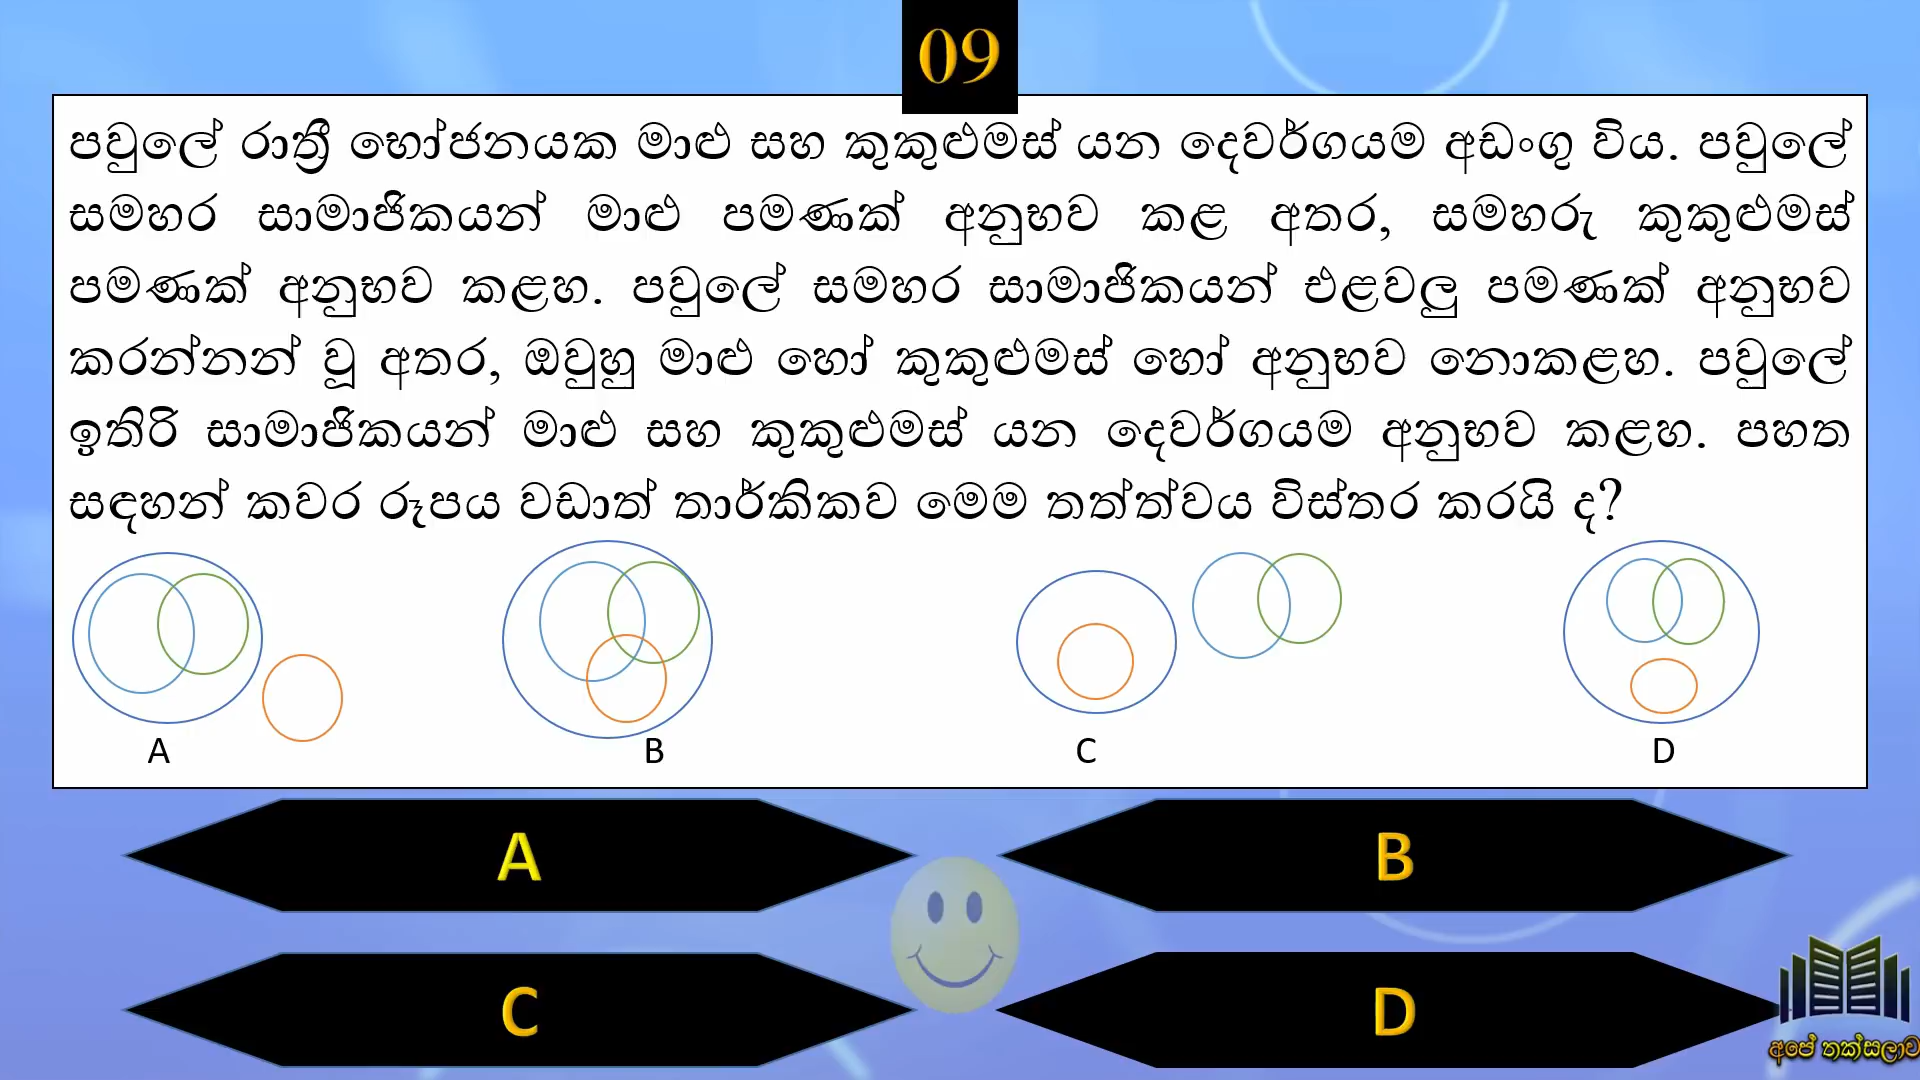 09
පවුලේ රාත්‍රී භෝජනයක මාළු සහ කුකුළුමස් යන දෙවර්ගයම අඩංගු විය. පවුලේ
සමහර සාමාජිකයන් මාළු පමණක් අනුභව කළ අතර, සමහරු කුකුළුමස්
පමණක් අනුභව කළහ. පවුලේ සමහර සාමාජිකයන් එළවලු පමණක් අනුභව
කරන්නන් වූ අතර, ඔවුහු මාළු හෝ කුකුළුමස් හෝ අනුභව නොකළහ. පවුලේ
ඉතිරි සාමාජිකයන් මාළු සහ කුකුළුමස් යන දෙවර්ගයම අනුභව කළහ. පහත
සඳහන් කවර රූපය වඩාත් තාර්කිකව මෙම තත්ත්වය විස්තර කරයි ද?
A B C D
A B
C D
අපේ තක්සලාව